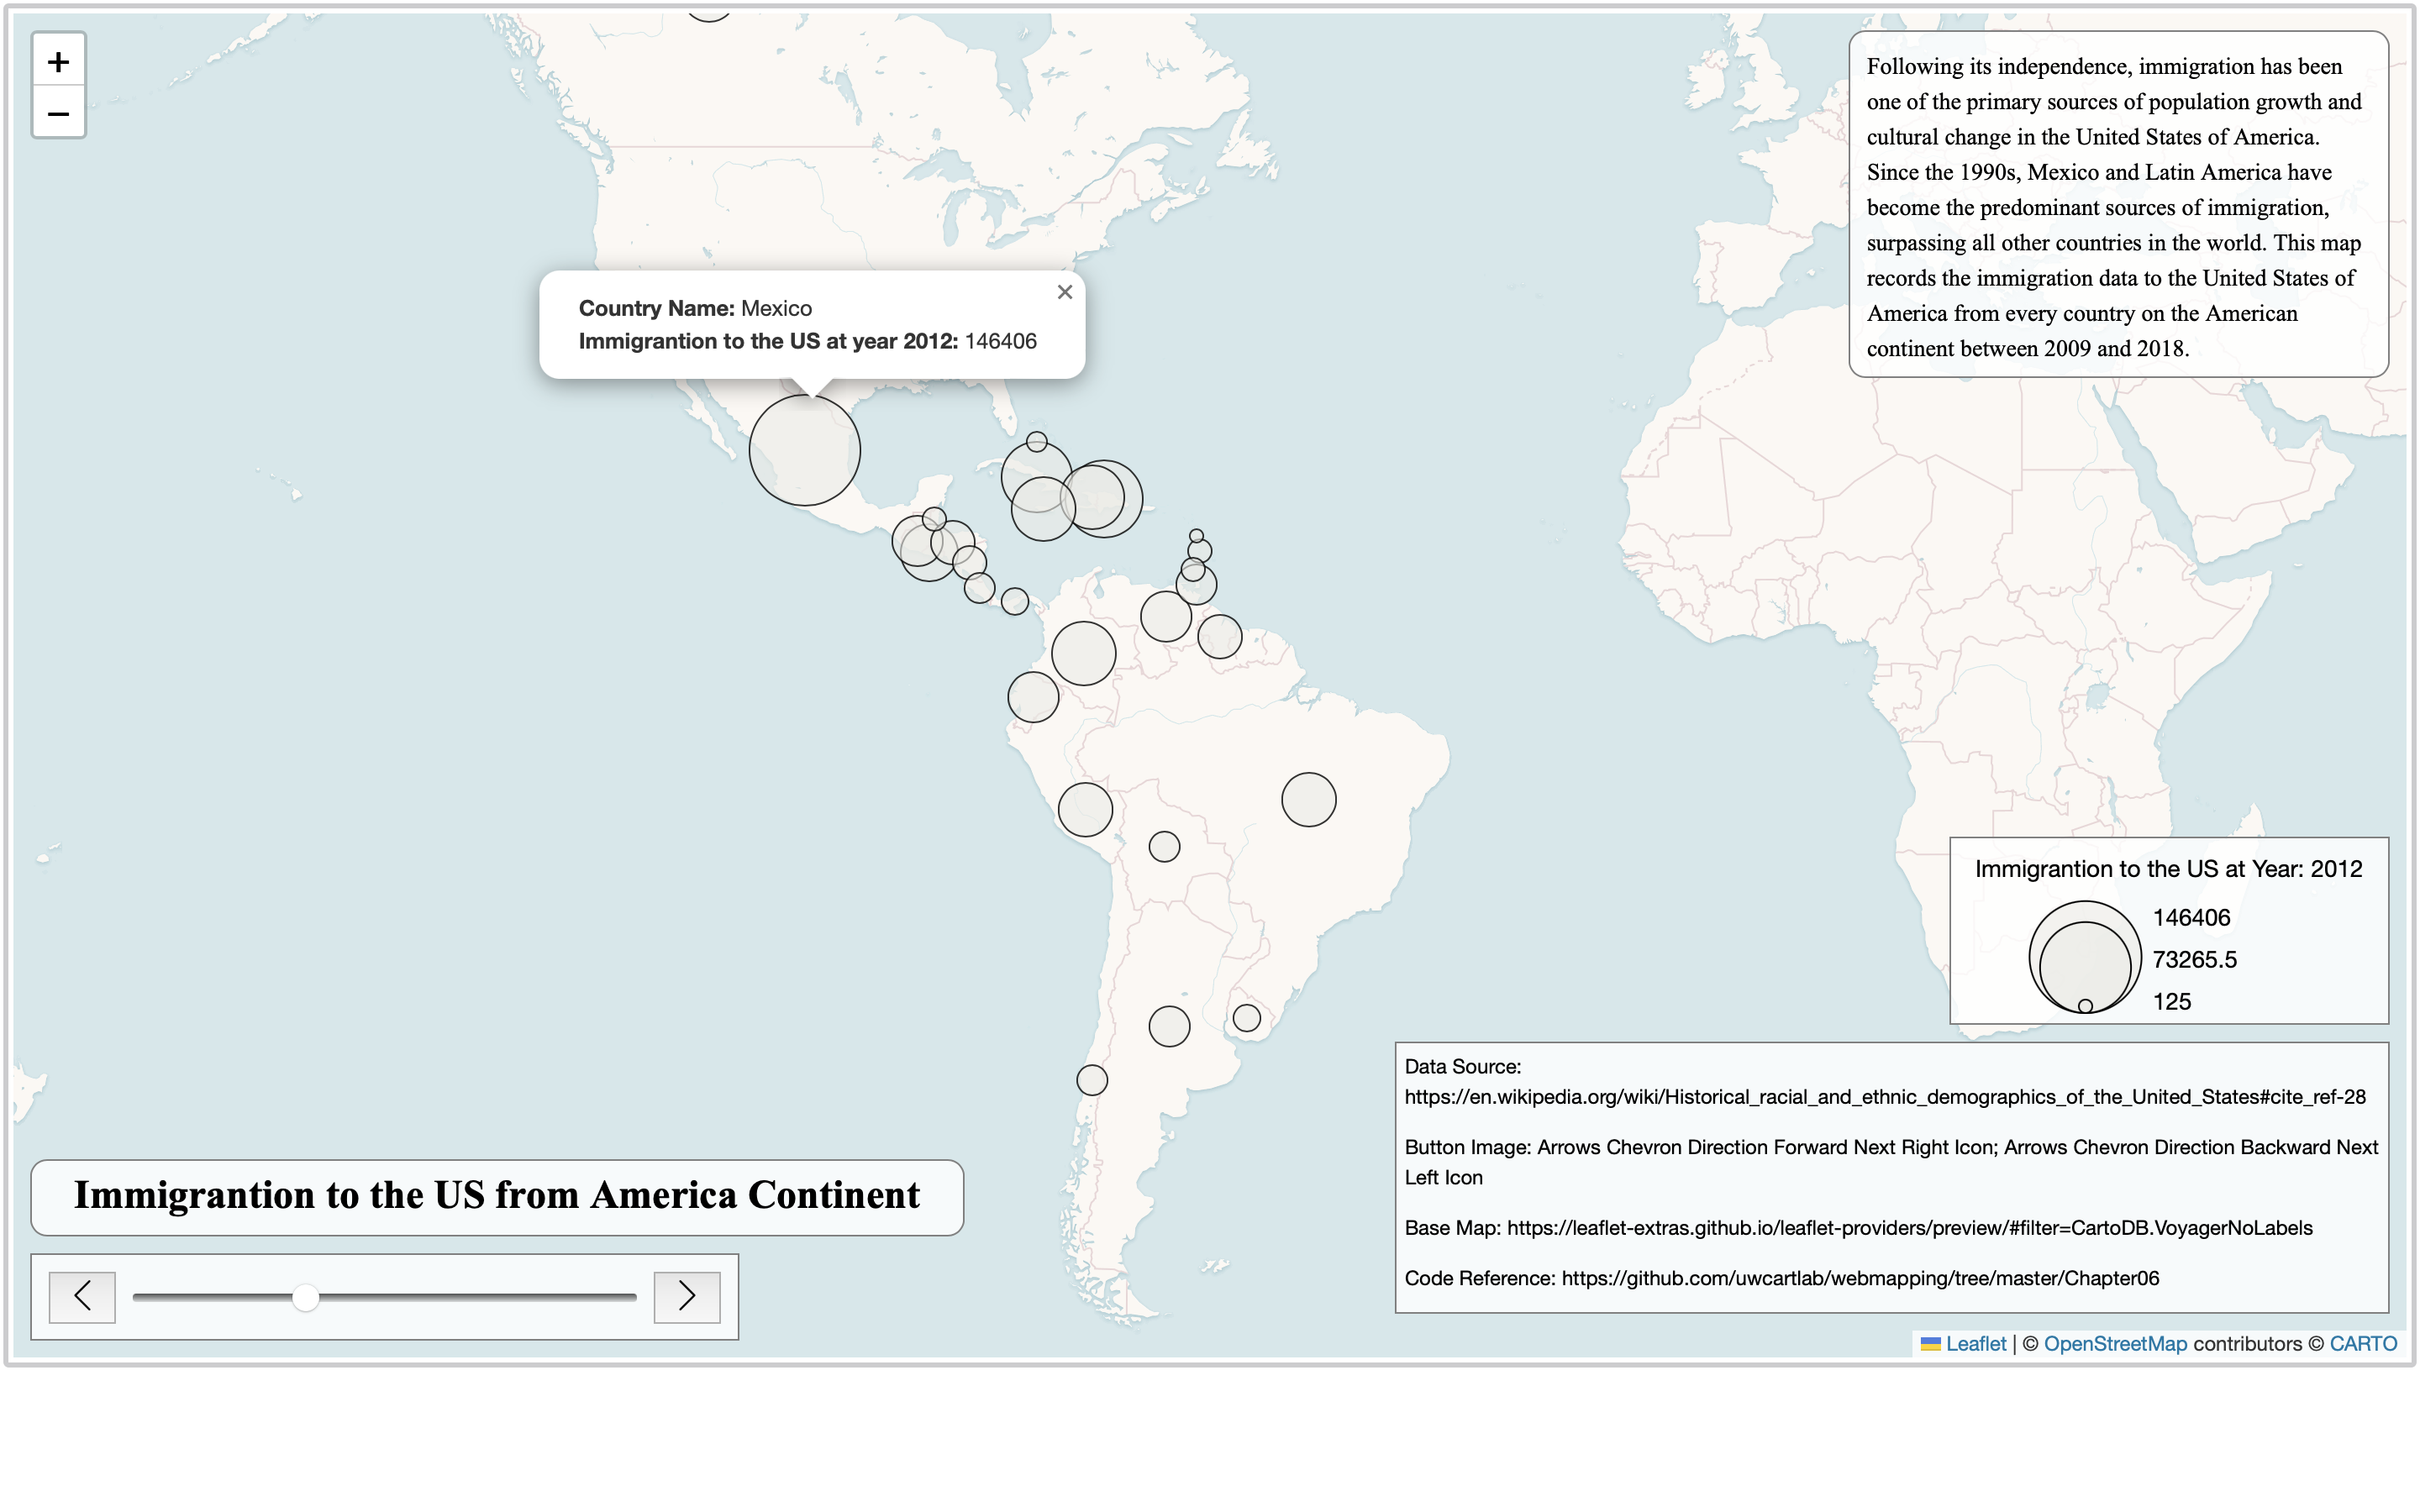 +
−
Following its independence, immigration has been
one of the primary sources of population growth and
cultural change in the United States of America.
Since the 1990s, Mexico and Latin America have
become the predominant sources of immigration,
surpassing all other countries in the world. This map
records the immigration data to the United States of
America from every country on the American
continent between 2009 and 2018.
×
Country Name: Mexico
Immigrantion to the US at year 2012: 146406
Immigrantion to the US at Year: 2012
146406
73265.5
125
Data Source:
https://en.wikipedia.org/wiki/Historical_racial_and_ethnic_demographics_of_the_United_States#cite_ref-28
Button Image: Arrows Chevron Direction Forward Next Right Icon; Arrows Chevron Direction Backward Next
Left Icon
Base Map: https://leaflet-extras.github.io/leaflet-providers/preview/#filter=CartoDB.VoyagerNoLabels
Code Reference: https://github.com/uwcartlab/webmapping/tree/master/Chapter06
Immigrantion to the US from America Continent
Leaflet | © OpenStreetMap contributors © CARTO